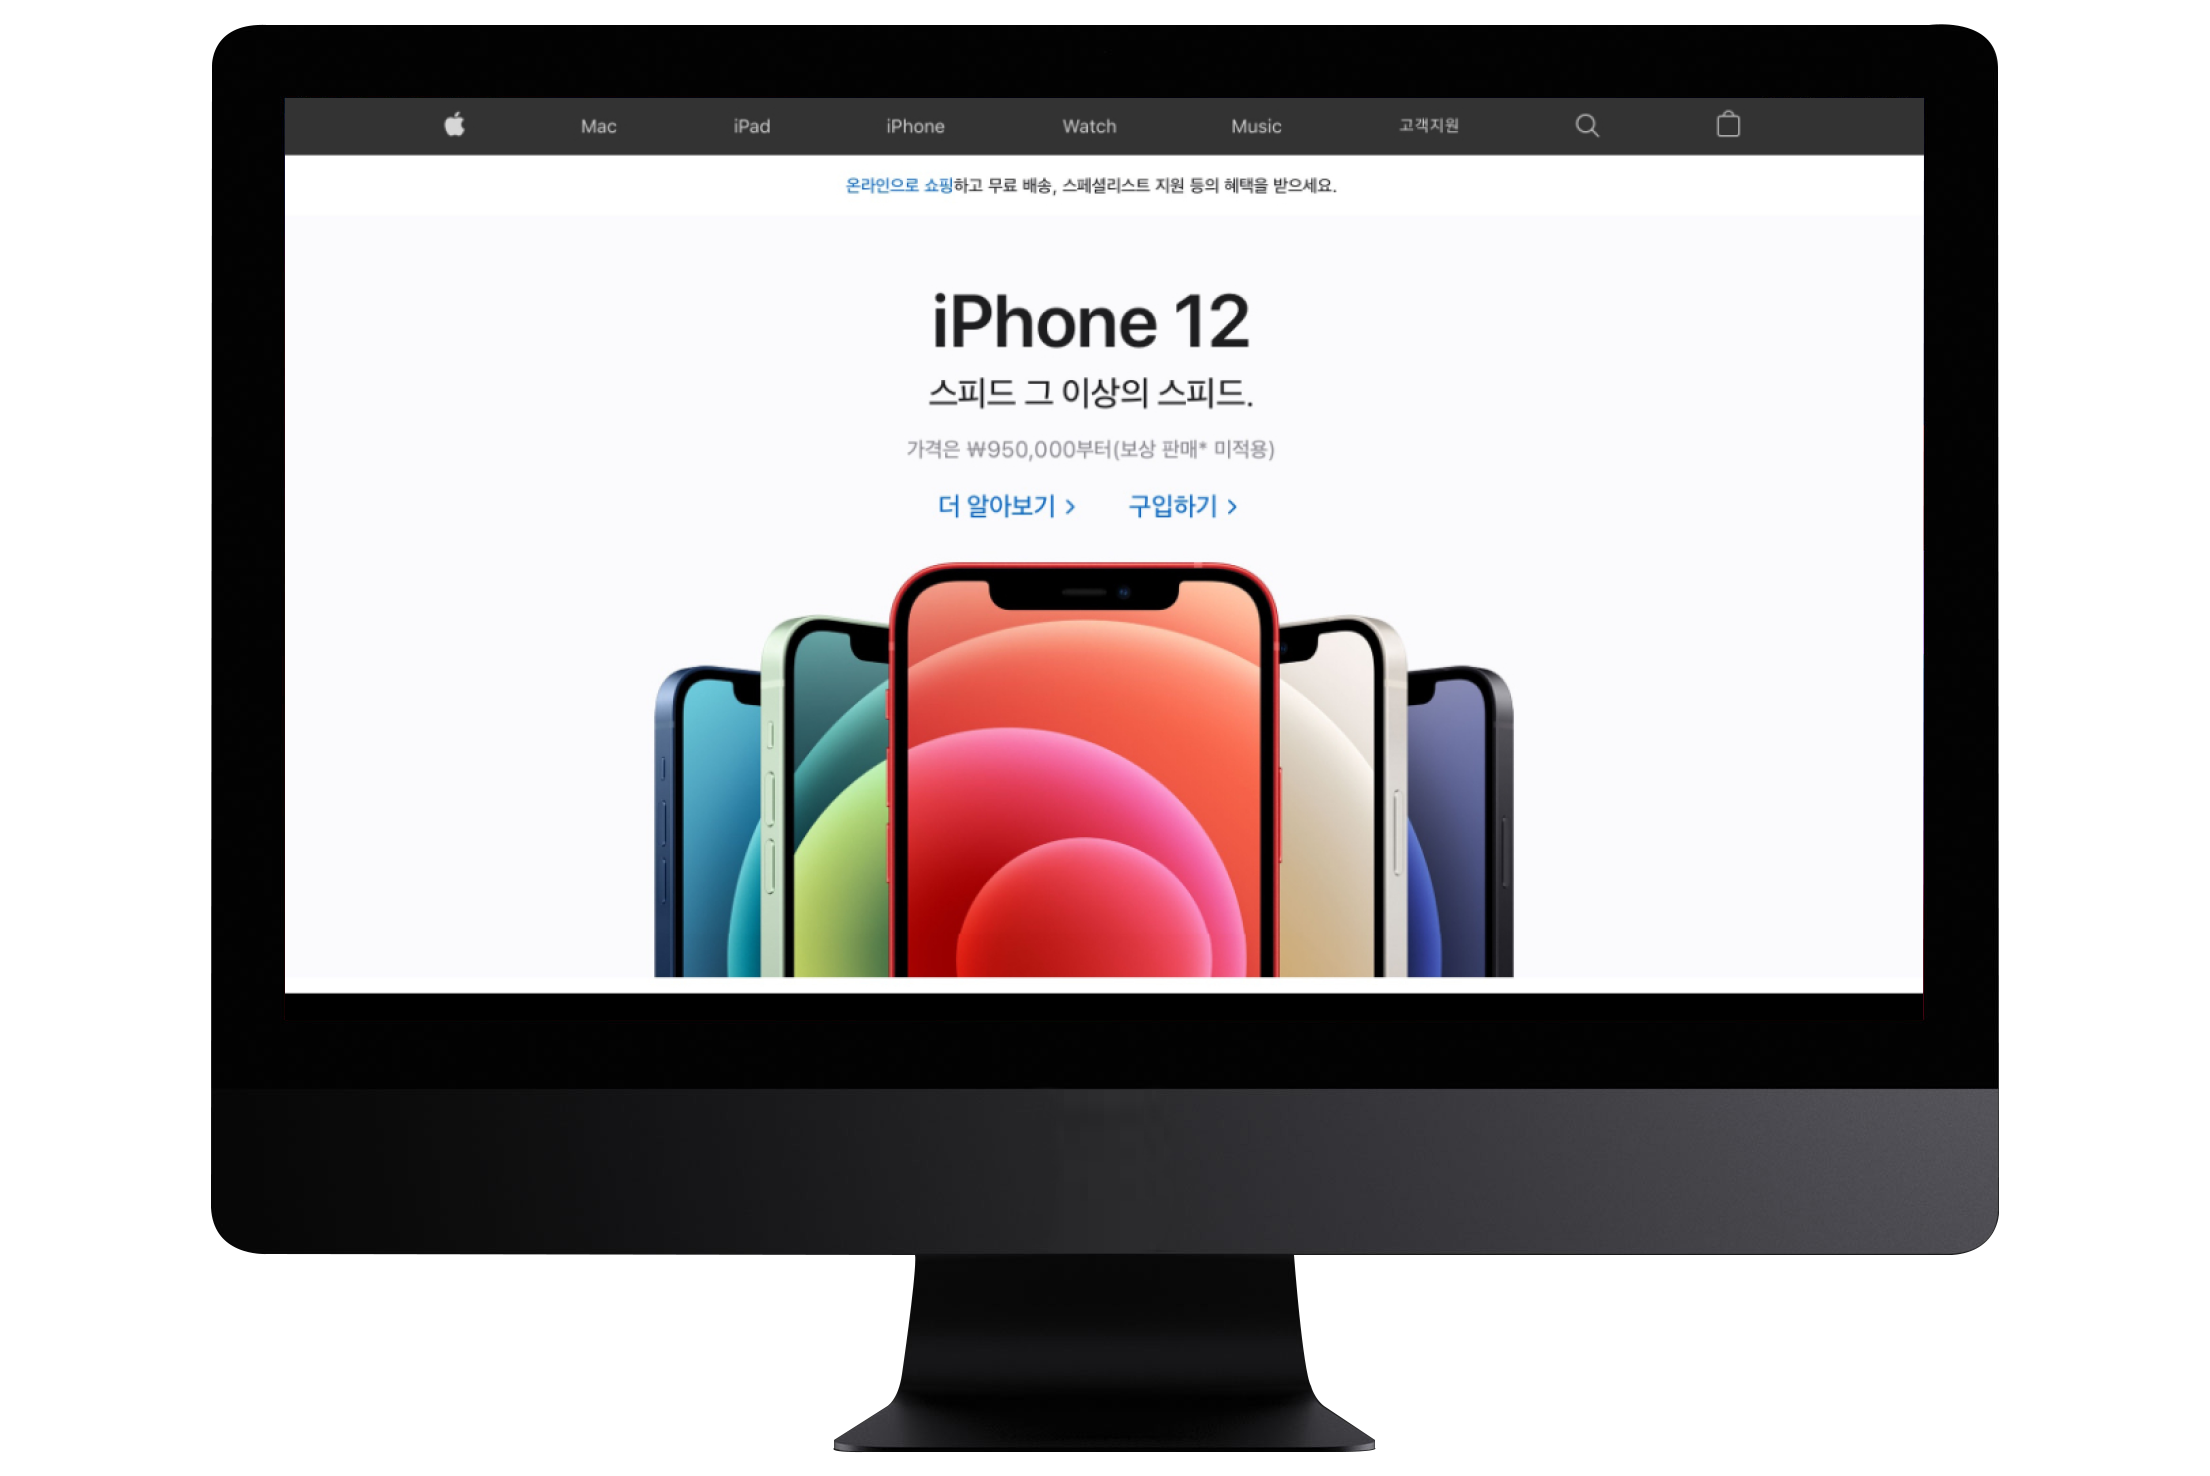 Mac iPad iPhone Watch Music 고객지원
온라인으로 쇼핑하고 무료 배송, 스페셜리스트 지원 등의 혜택을 받으세요.
iPhone 12
스피드 그 이상의 스피드.
가격은 ₩950,000부터(보상 판매* 미적용)
더 알아보기 > 구입하기 >